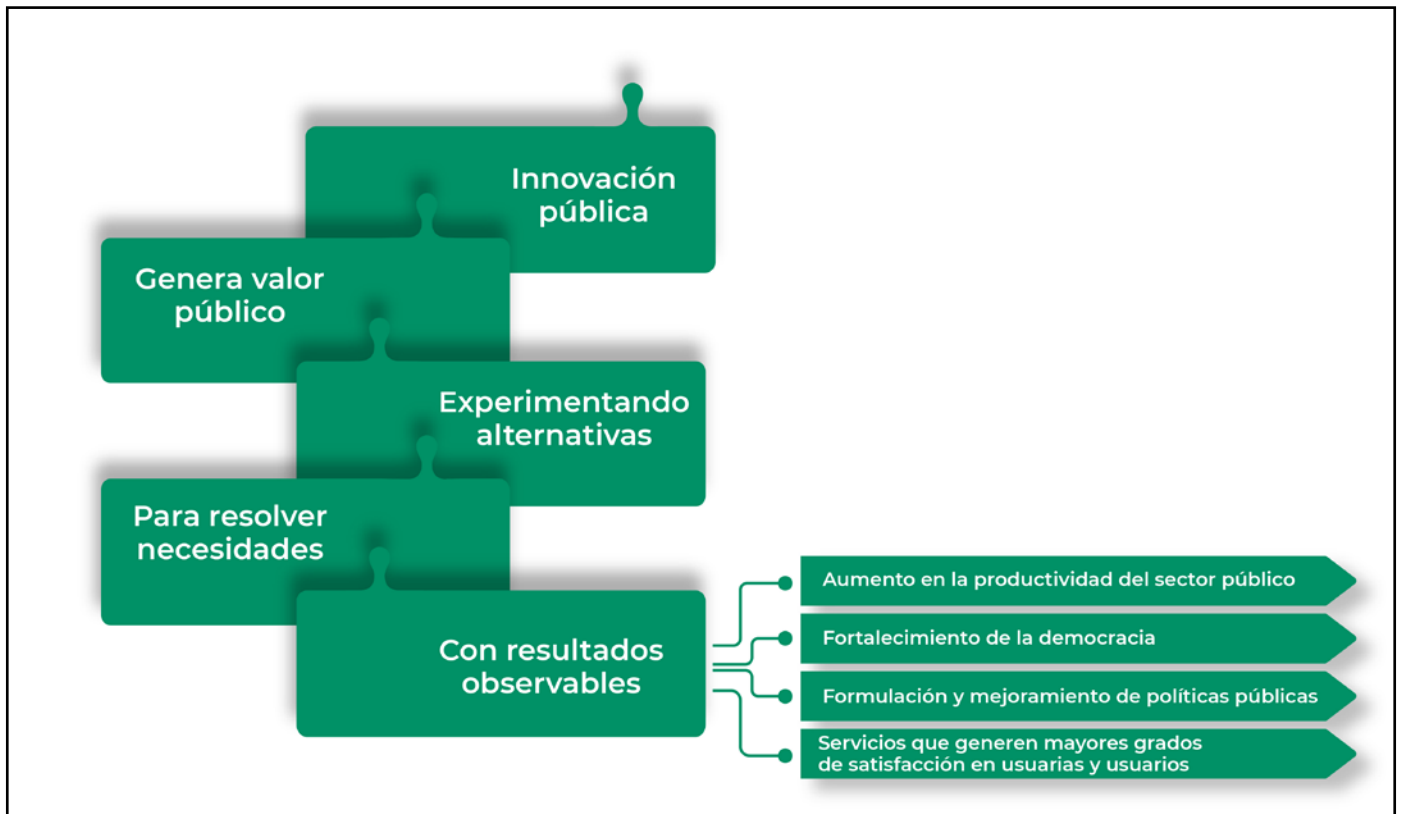 Innovación
pública
Genera valor
público
Experimentando
alternativas
Para resolver
necesidades
Con resultados
observables
Aumento en la productividad del sector público
Fortalecimiento de la democracia
Formulación y mejoramiento de políticas públicas
Servicios que generen mayores grados
de satisfacción en usuarias y usuarios